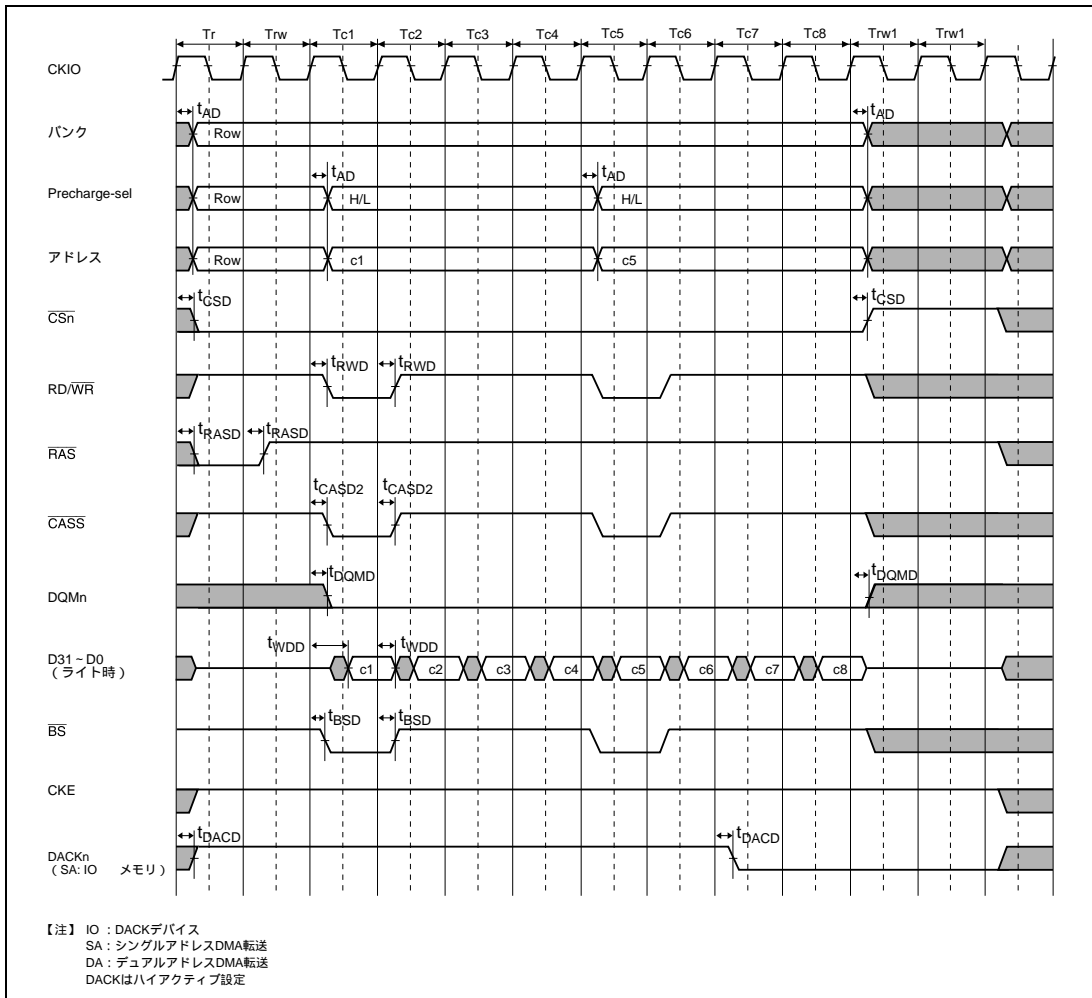 Tr Trw Tc1 Tc2 Tc3 Tc4 Tc5 Tc6 Tc7 Tc8 Trw1 Trw1
CKIO
tAD tAD
バンク Row
tAD tAD
Precharge-sel Row H/L H/L
アドレス Row c1 c5
tCSD tCSD
CSn
tRWD tRWD
RD/WR
tRASD tRASD
RAS
tCASD2 tCASD2
CASS
tDQMD tDQMD
DQMn
tWDD tWDD
D31~D0 c1 c2 c3 c4 c5 c6 c7 c8
(ライト時)
tBSD tBSD
BS
CKE
tDACD tDACD
DACKn
(SA: IO メモリ)
【注】 IO : DACKデバイス
SA : シングルアドレスDMA転送
DA : デュアルアドレスDMA転送
DACKはハイアクティブ設定